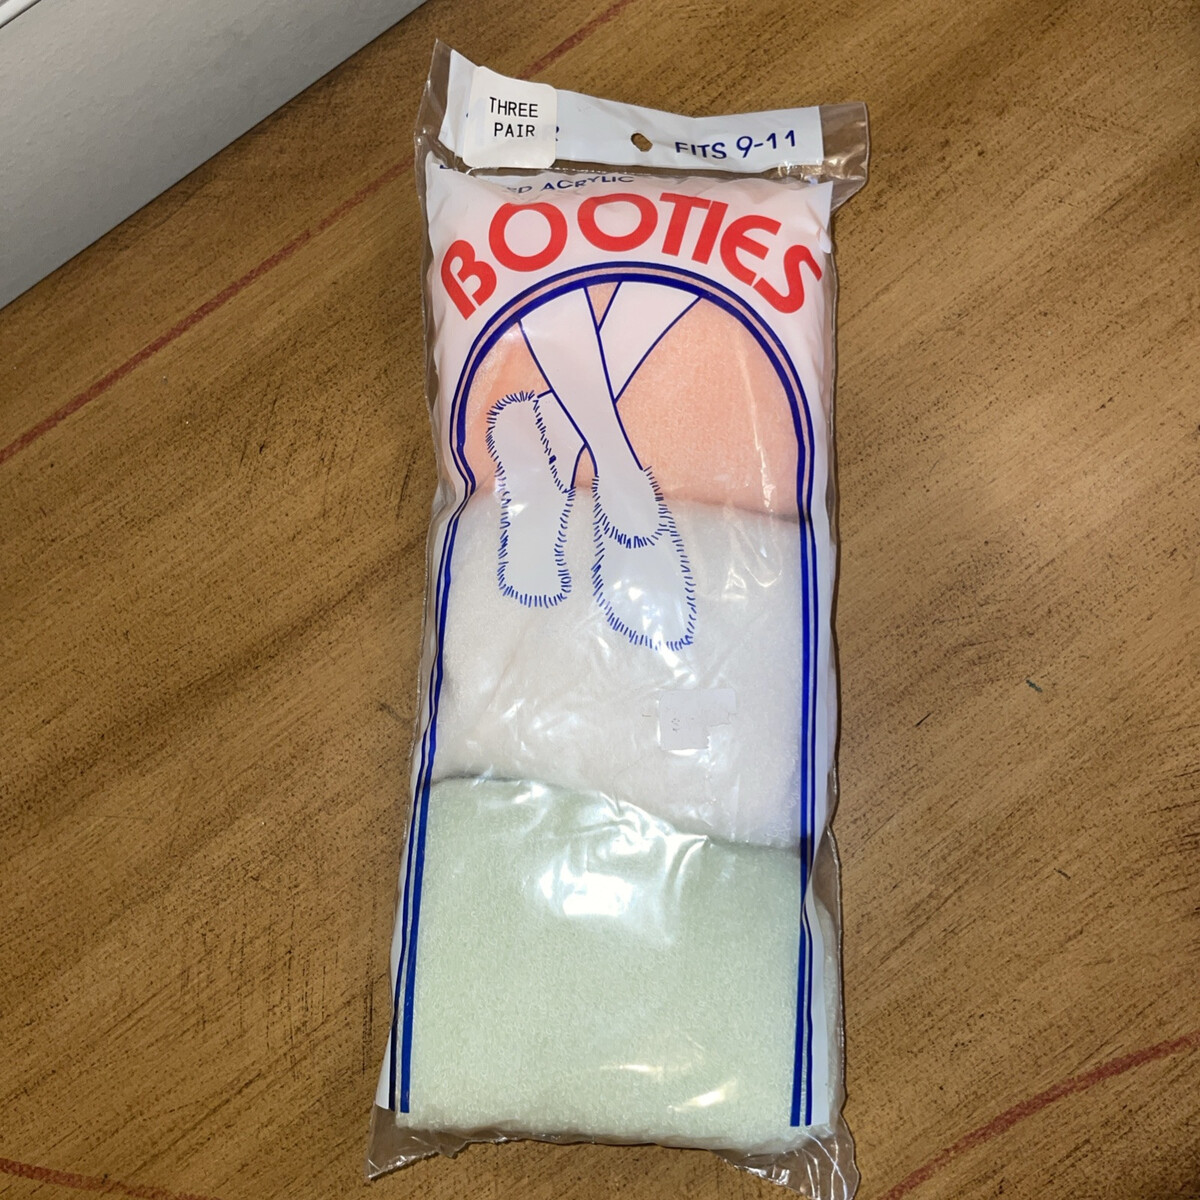 THREE
PAIR
FITS 9-11
ACRYLIC
BOOTIES